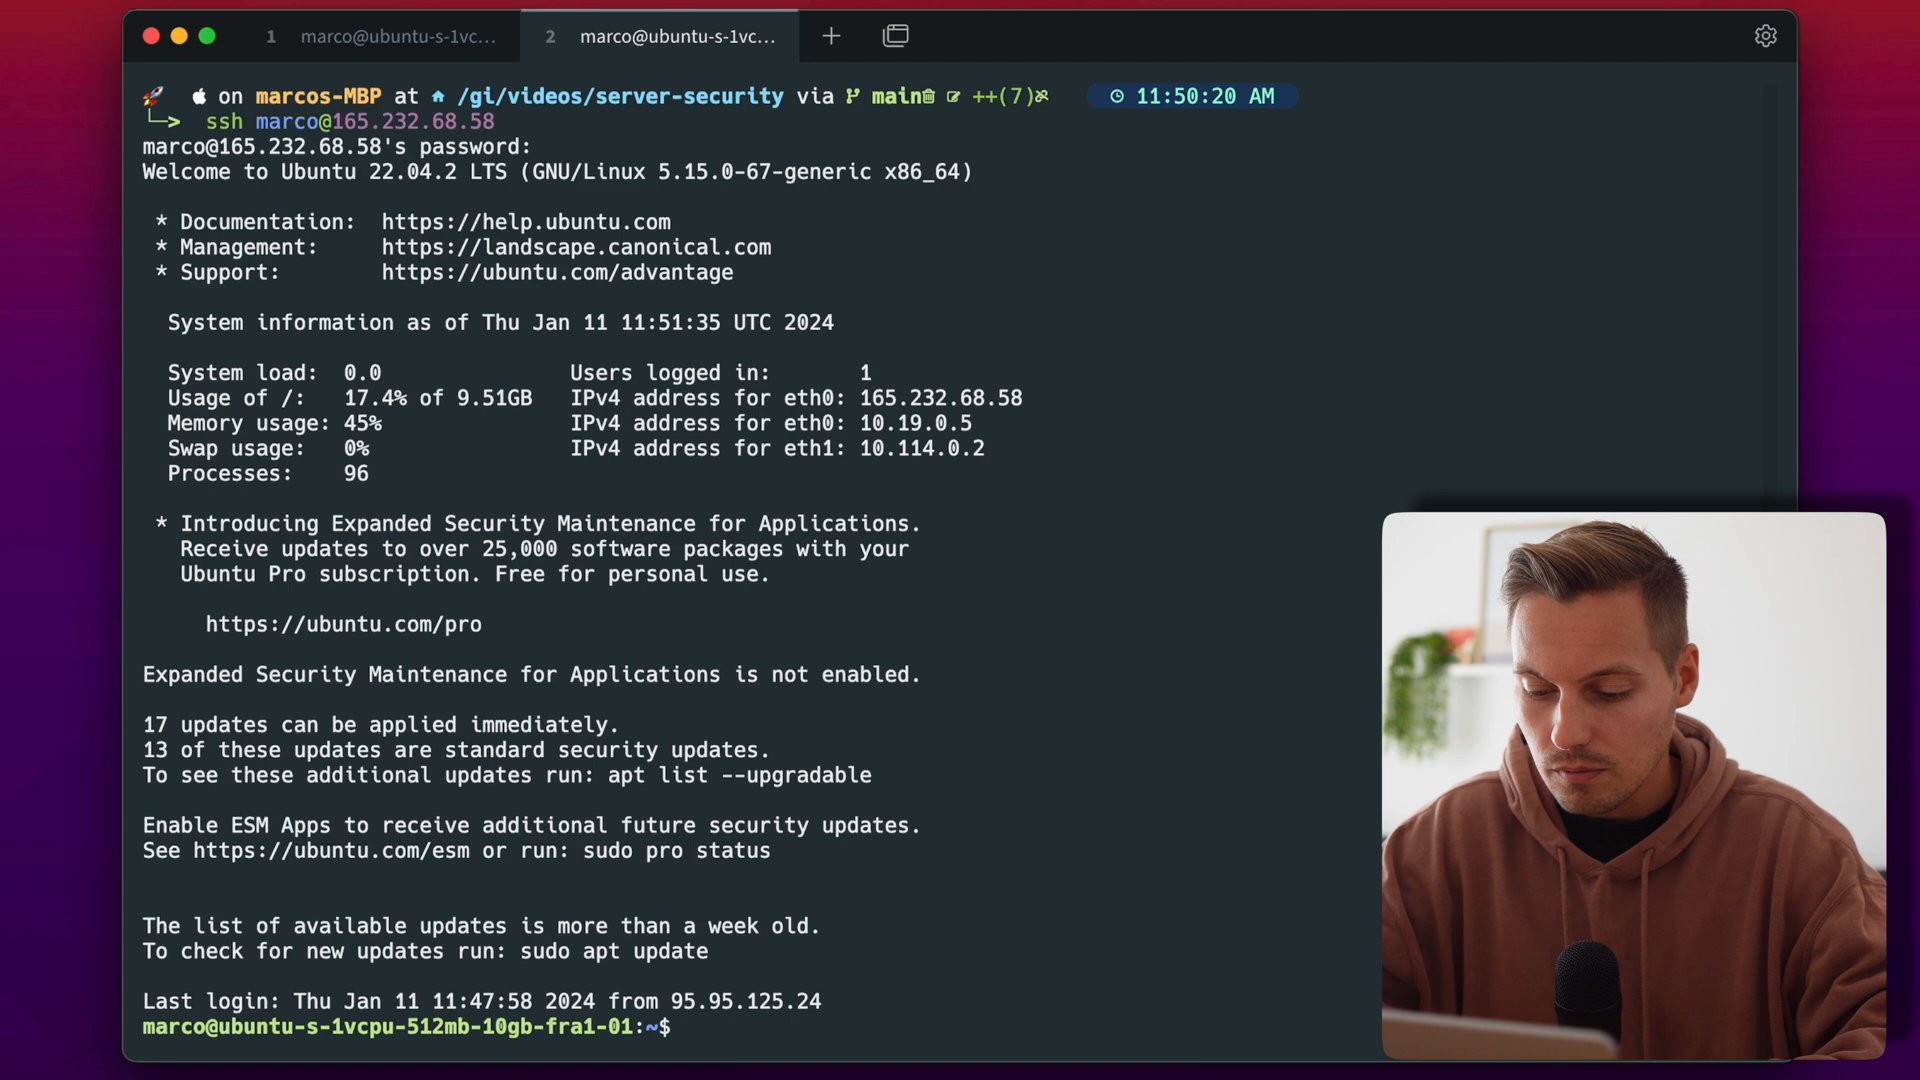 1 marco@ubuntu-s-1vc... 2 marco@ubuntu-s-1vc...
on marcos-MBP at /gi/videos/server-security via main ++(7) 11:50:20 AM
└─> ssh marco@165.232.68.58
marco@165.232.68.58's password:
Welcome to Ubuntu 22.04.2 LTS (GNU/Linux 5.15.0-67-generic x86_64)
* Documentation: https://help.ubuntu.com
* Management: https://landscape.canonical.com
* Support: https://ubuntu.com/advantage
System information as of Thu Jan 11 11:51:35 UTC 2024
System load: 0.0 Users logged in: 1
Usage of /: 17.4% of 9.51GB IPv4 address for eth0: 165.232.68.58
Memory usage: 45% IPv4 address for eth0: 10.19.0.5
Swap usage: 0% IPv4 address for eth1: 10.114.0.2
Processes: 96
* Introducing Expanded Security Maintenance for Applications.
Receive updates to over 25,000 software packages with your
Ubuntu Pro subscription. Free for personal use.
https://ubuntu.com/pro
Expanded Security Maintenance for Applications is not enabled.
17 updates can be applied immediately.
13 of these updates are standard security updates.
To see these additional updates run: apt list --upgradable
Enable ESM Apps to receive additional future security updates.
See https://ubuntu.com/esm or run: sudo pro status
The list of available updates is more than a week old.
To check for new updates run: sudo apt update
Last login: Thu Jan 11 11:47:58 2024 from 95.95.125.24
marco@ubuntu-s-1vcpu-512mb-10gb-fra1-01:~$